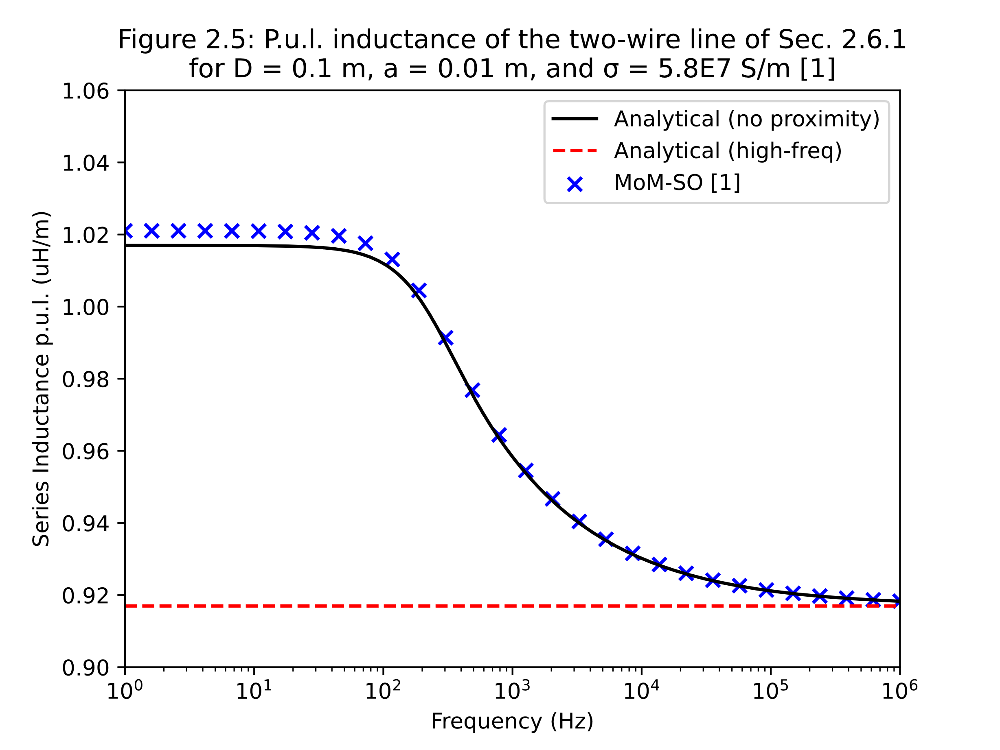 Figure 2.5: P.u.l. inductance of the two-wire line of Sec. 2.6.1
for D = 0.1 m, a = 0.01 m, and σ = 5.8E7 S/m [1]
Analytical (no proximity)
Analytical (high-freq)
MoM-SO [1]
Series Inductance p.u.l. (uH/m)
1.06
1.04
1.02
1.00
0.98
0.96
0.94
0.92
0.90
10⁰ 10¹ 10² 10³ 10⁴ 10⁵ 10⁶
Frequency (Hz)